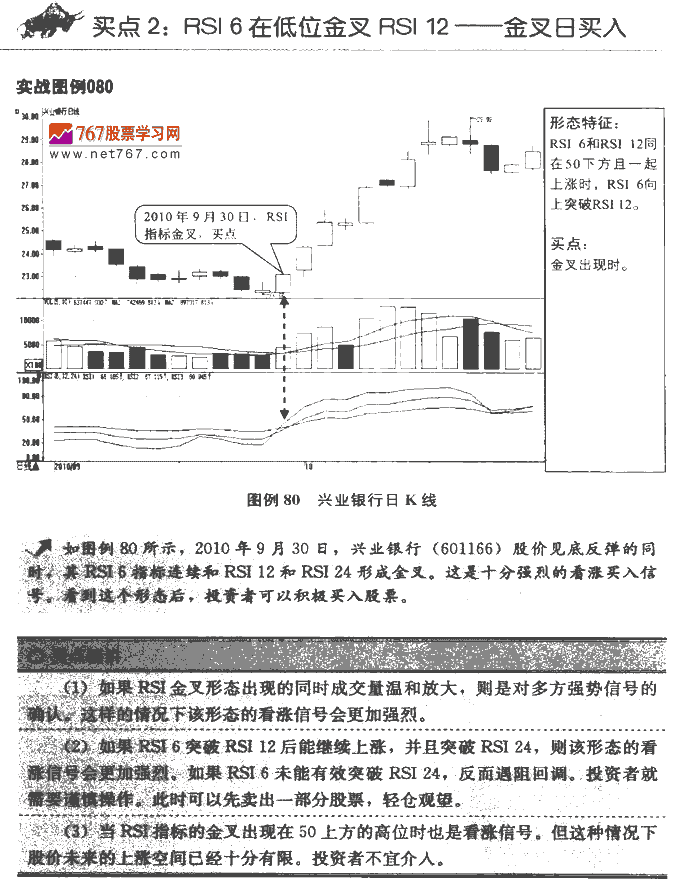 买点 2：RSI 6 在低位金叉 RSI 12 ——金叉日买入
实战图例080
兴业银行日线
767股票学习网
www.net767.com
30.00
29.00
28.00
27.00
26.00
25.00
24.00
23.00
2010 年 9 月 30 日，RSI
指标金叉，买点
形态特征：
RSI 6和RSI 12同
在50下方且一起
上涨时，RSI 6向
上突破RSI 12。
买点：
金叉出现时。
10000
5000
X100
100.00
80.00
50.00
20.00
0.00
日线
2010/09
10
图例 80 兴业银行日 K 线
如图例 80 所示，2010 年 9 月 30 日，兴业银行（601166）股价见底反弹的同
时，其 RSI 6 指标连续和 RSI 12 和 RSI 24 形成金叉。这是十分强烈的看涨买入信
号。看到这个形态后，投资者可以积极买入股票。
（1）如果 RSI 金叉形态出现的同时成交量温和放大，则是对多方强势信号的
确认。这样的情况下该形态的看涨信号会更加强烈。
（2）如果 RSI 6 突破 RSI 12 后能继续上涨，并且突破 RSI 24，则该形态的看
涨信号会更加强烈。如果 RSI 6 未能有效突破 RSI 24，反而遇阻回调。投资者就
需要谨慎操作。此时可以先卖出一部分股票，轻仓观望。
（3）当 RSI 指标的金叉出现在 50 上方的高位时也是看涨信号。但这种情况下
股价未来的上涨空间已经十分有限。投资者不宜介入。